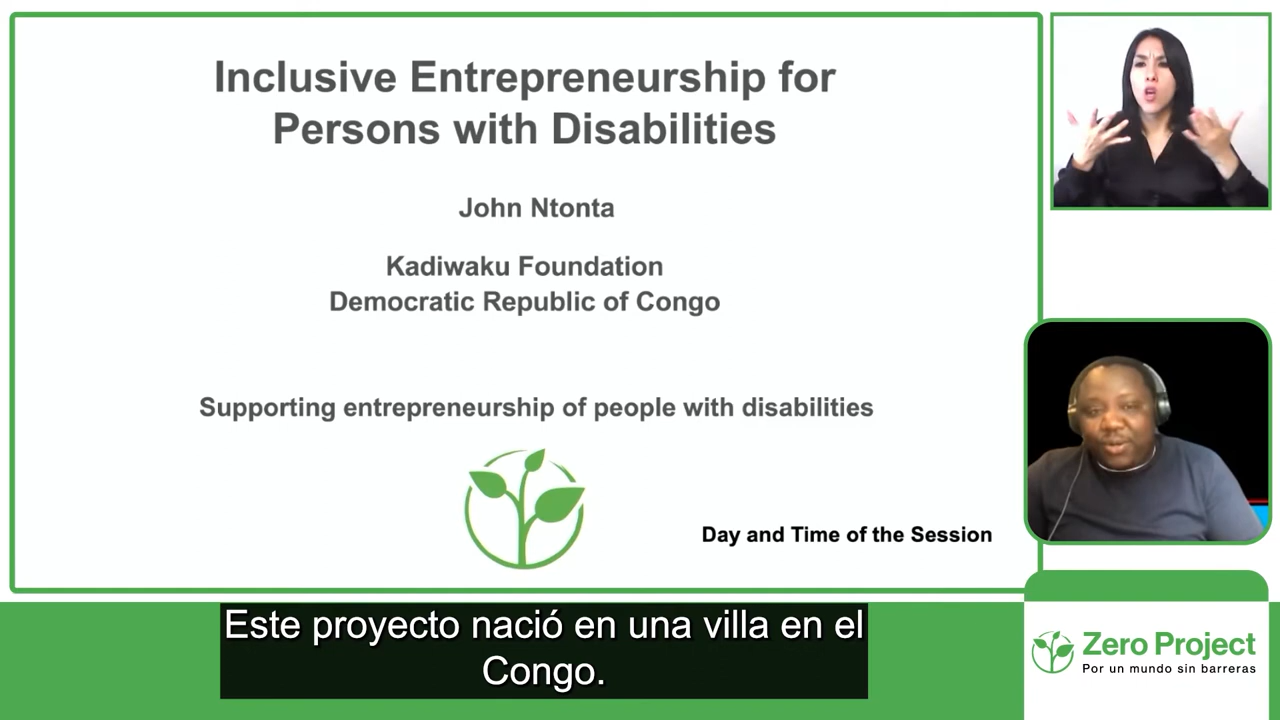 Inclusive Entrepreneurship for
Persons with Disabilities
John Ntonta
Kadiwaku Foundation
Democratic Republic of Congo
Supporting entrepreneurship of people with disabilities
Day and Time of the Session
Este proyecto nació en una villa en el
Congo.
Zero Project
Por un mundo sin barreras